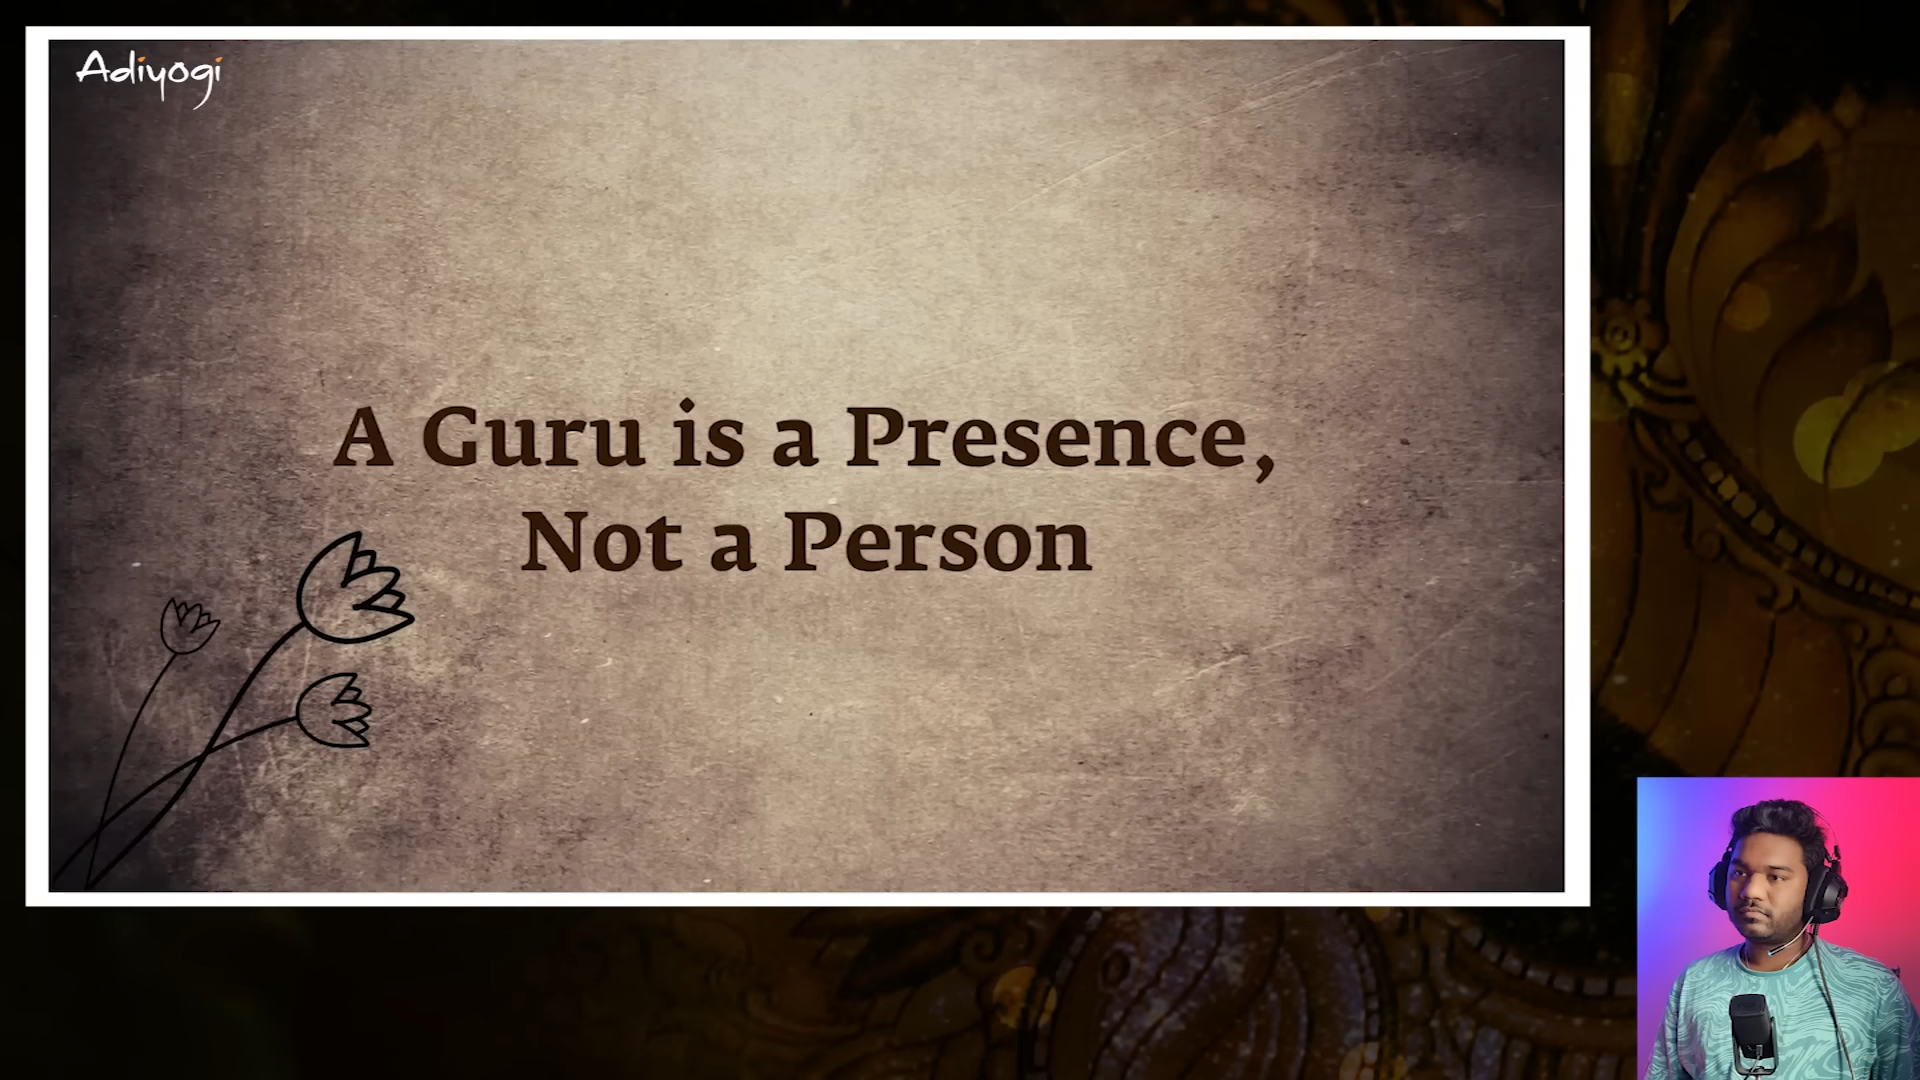 Adiyogi
A Guru is a Presence,
Not a Person